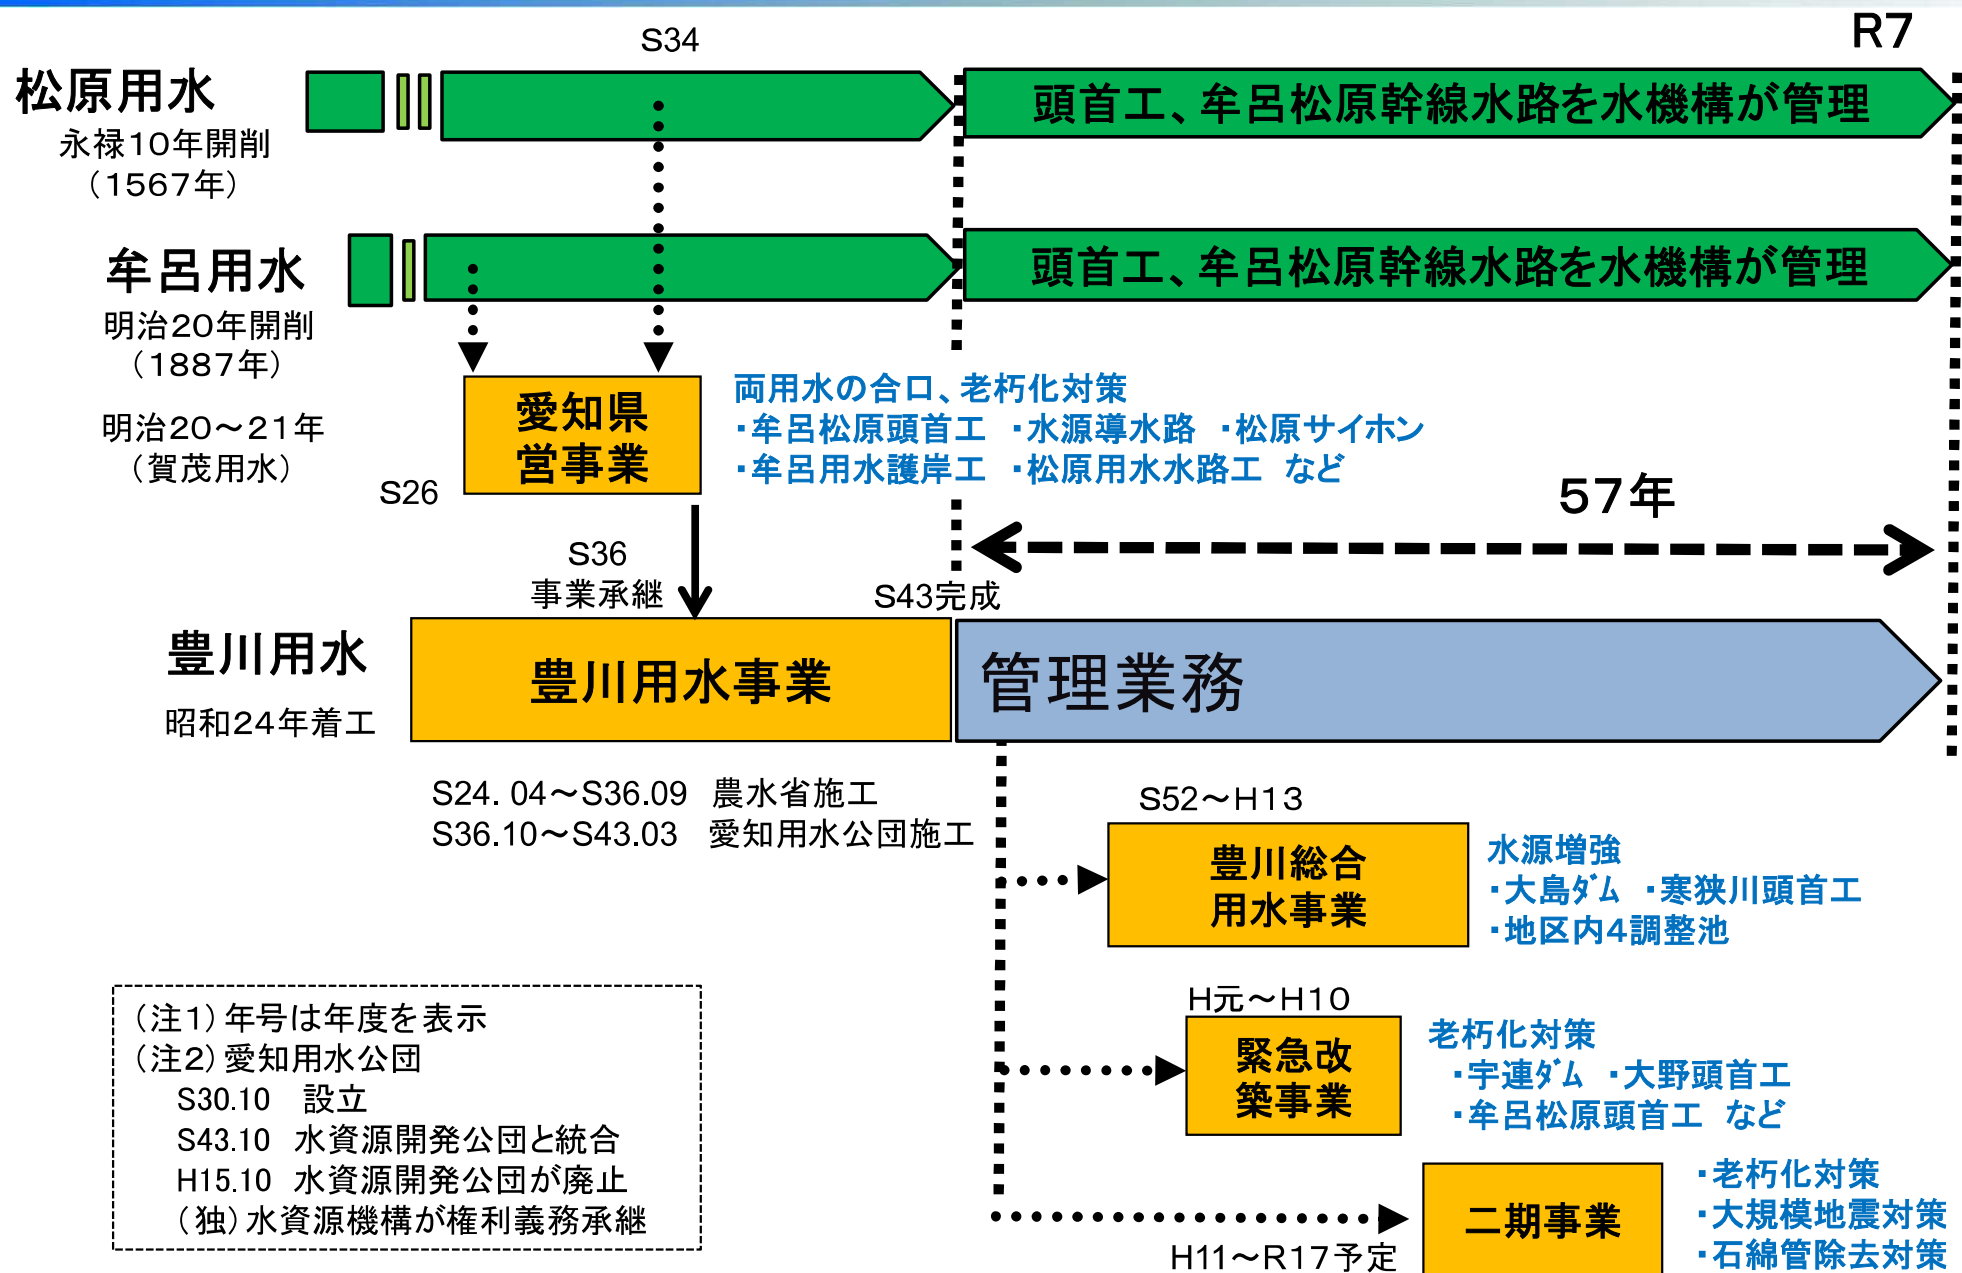 S34
R7
松原用水
永禄10年開削
（1567年）
頭首工、牟呂松原幹線水路を水機構が管理
牟呂用水
明治20年開削
（1887年）
頭首工、牟呂松原幹線水路を水機構が管理
明治20～21年
（賀茂用水）
S26
愛知県
営事業
両用水の合口、老朽化対策
・牟呂松原頭首工　・水源導水路　・松原サイホン
・牟呂用水護岸工　・松原用水水路工　など
57年
S36
事業承継
S43完成
豊川用水
昭和24年着工
豊川用水事業
管理業務
S24.04～S36.09　農水省施工
S36.10～S43.03　愛知用水公団施工
S52～H13
豊川総合
用水事業
水源増強
・大島ﾀﾞﾑ　・寒狭川頭首工
・地区内4調整池
H元～H10
緊急改
築事業
老朽化対策
・宇連ﾀﾞﾑ　・大野頭首工
・牟呂松原頭首工　など
H11～R17予定
二期事業
・老朽化対策
・大規模地震対策
・石綿管除去対策
（注1）年号は年度を表示
（注2）愛知用水公団
S30.10　設立
S43.10　水資源開発公団と統合
H15.10　水資源開発公団が廃止
（独）水資源機構が権利義務承継